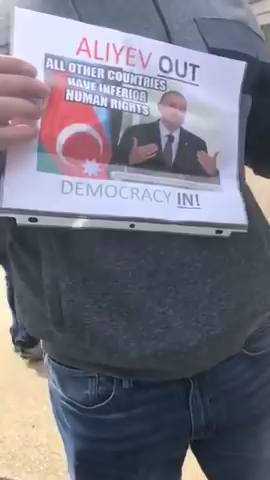 ALIYEV OUT
ALL OTHER COUNTRIES
HAVE INFERIOR
HUMAN RIGHTS
DEMOCRACY IN!